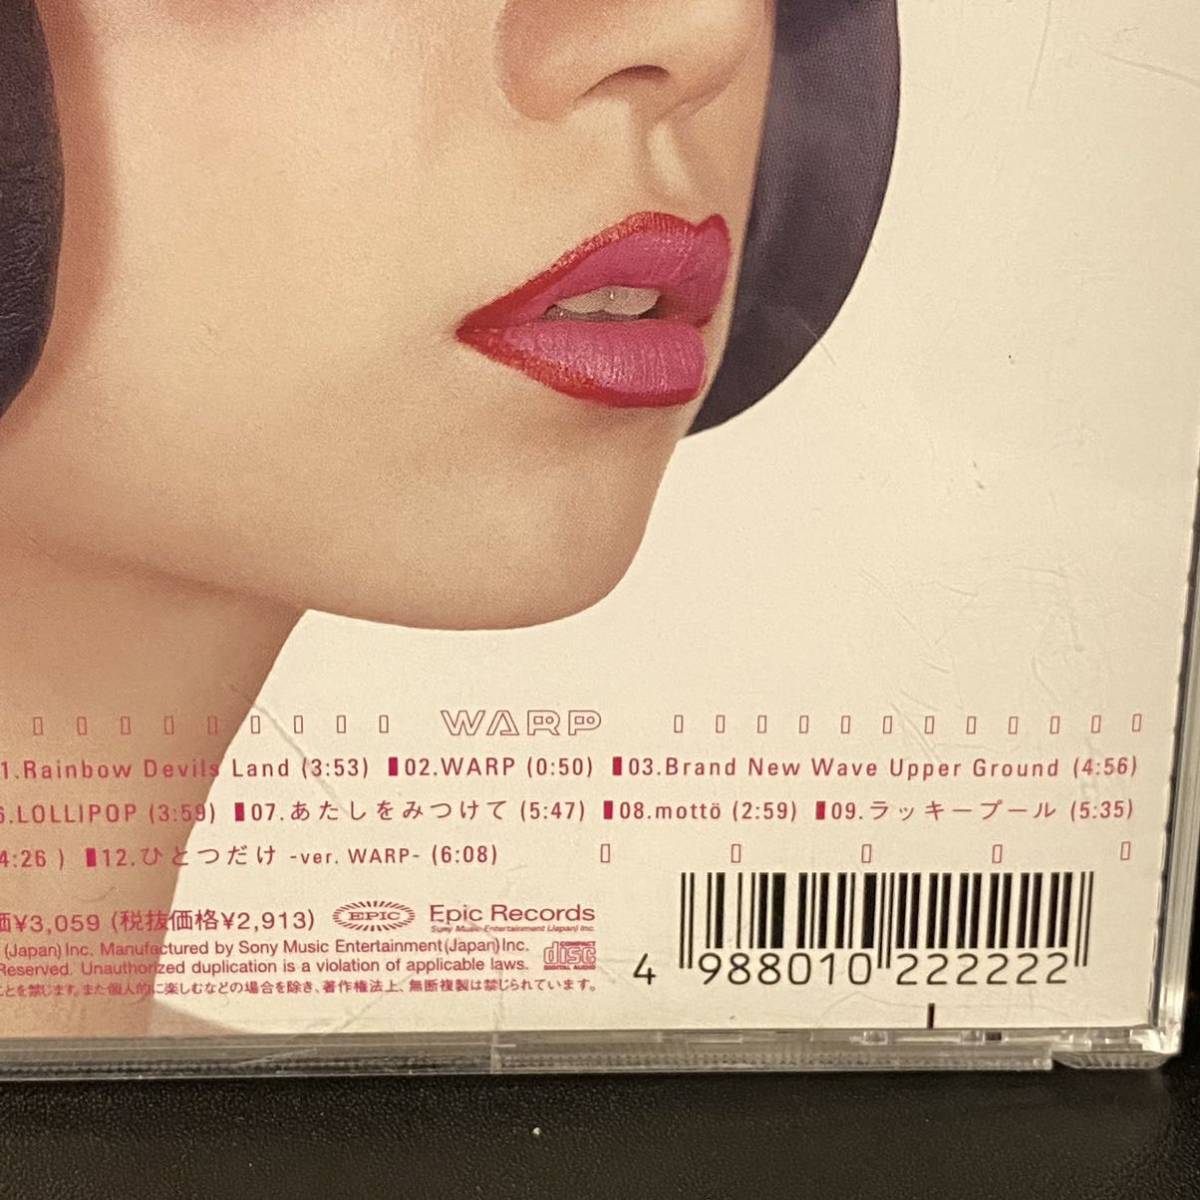 WARP
1.Rainbow Devils Land (3:53) ▮02.WARP (0:50) ▮03.Brand New Wave Upper Ground (4:56)
6.LOLLIPOP (3:59) ▮07.あたしをみつけて (5:47) ▮08.mottö (2:59) ▮09.ラッキープール (5:35)
4:26 ) ▮12.ひとつだけ -ver. WARP- (6:08)
価¥3,059 (税抜価格¥2,913) EPIC Epic Records
Sony Music Entertainment (Japan) Inc.
(Japan)Inc. Manufactured by Sony Music Entertainment(Japan)Inc.
Reserved. Unauthorized duplication is a violation of applicable laws.
COMPACT disc DIGITAL AUDIO
ことを禁じます。また個人的に楽しむなどの場合を除き、著作権法上、無断複製は禁じられています。
4 988010 222222